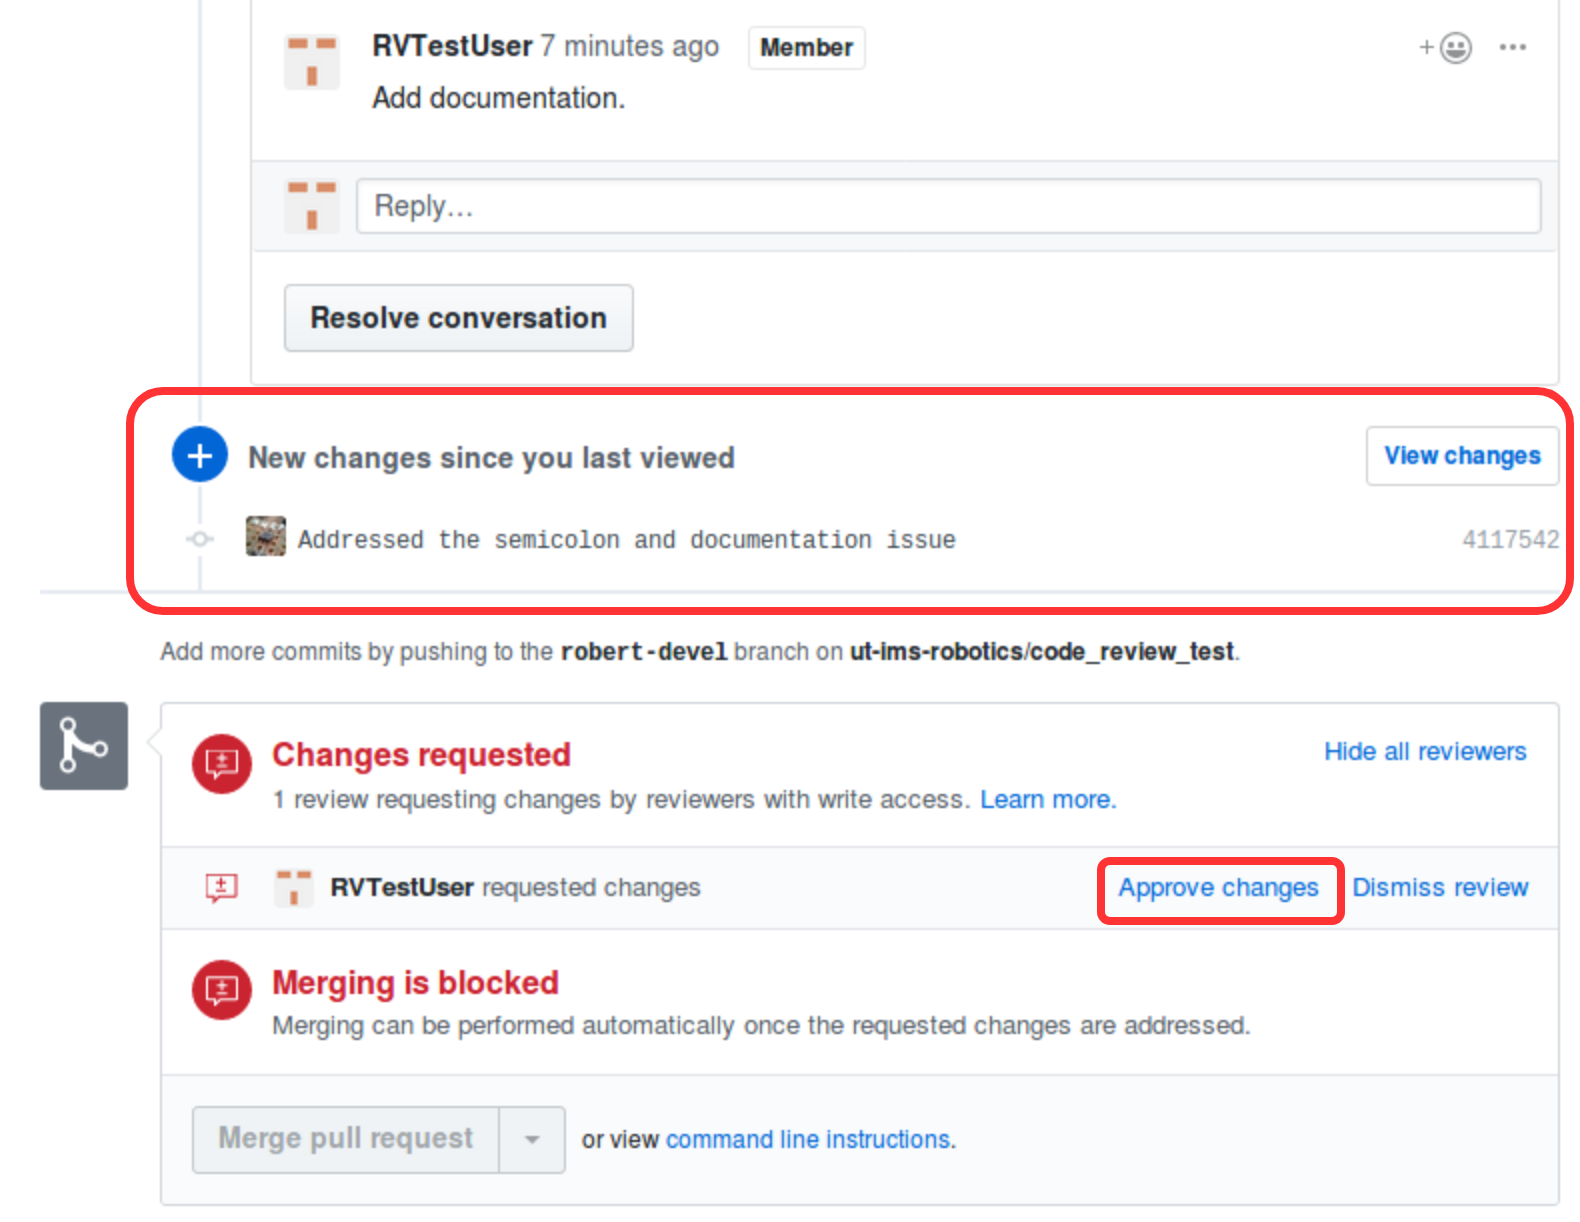 RVTestUser 7 minutes ago Member
Add documentation.
Reply...
Resolve conversation
New changes since you last viewed View changes
Addressed the semicolon and documentation issue 4117542
Add more commits by pushing to the robert-devel branch on ut-ims-robotics/code_review_test.
Changes requested Hide all reviewers
1 review requesting changes by reviewers with write access. Learn more.
RVTestUser requested changes Approve changes Dismiss review
Merging is blocked
Merging can be performed automatically once the requested changes are addressed.
Merge pull request or view command line instructions.